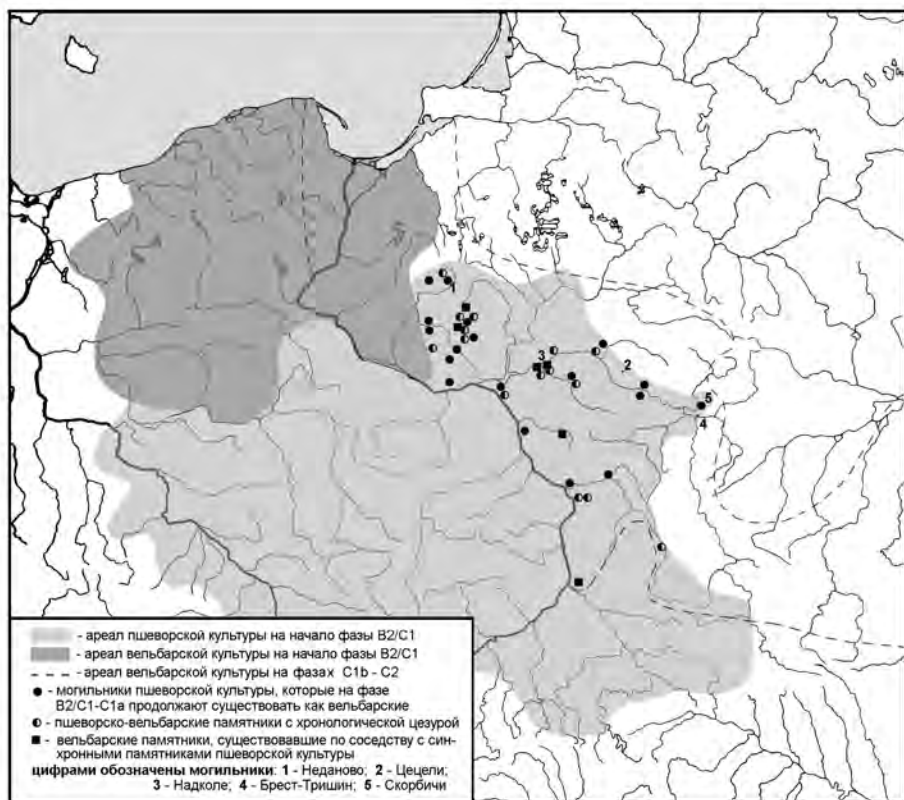 1
3
2
5
4
- ареал пшеворской культуры на начало фазы B2/C1
- ареал вельбарской культуры на начало фазы B2/C1
- ареал вельбарской культуры на фазах C1b - C2
- могильники пшеворской культуры, которые на фазе
B2/C1-C1a продолжают существовать как вельбарские
- пшеворско-вельбарские памятники с хронологической цезурой
- вельбарские памятники, существовавшие по соседству с син-
хронными памятниками пшеворской культуры
цифрами обозначены могильники: 1 - Неданово; 2 - Цецели;
3 - Надколе; 4 - Брест-Тришин; 5 - Скорбичи